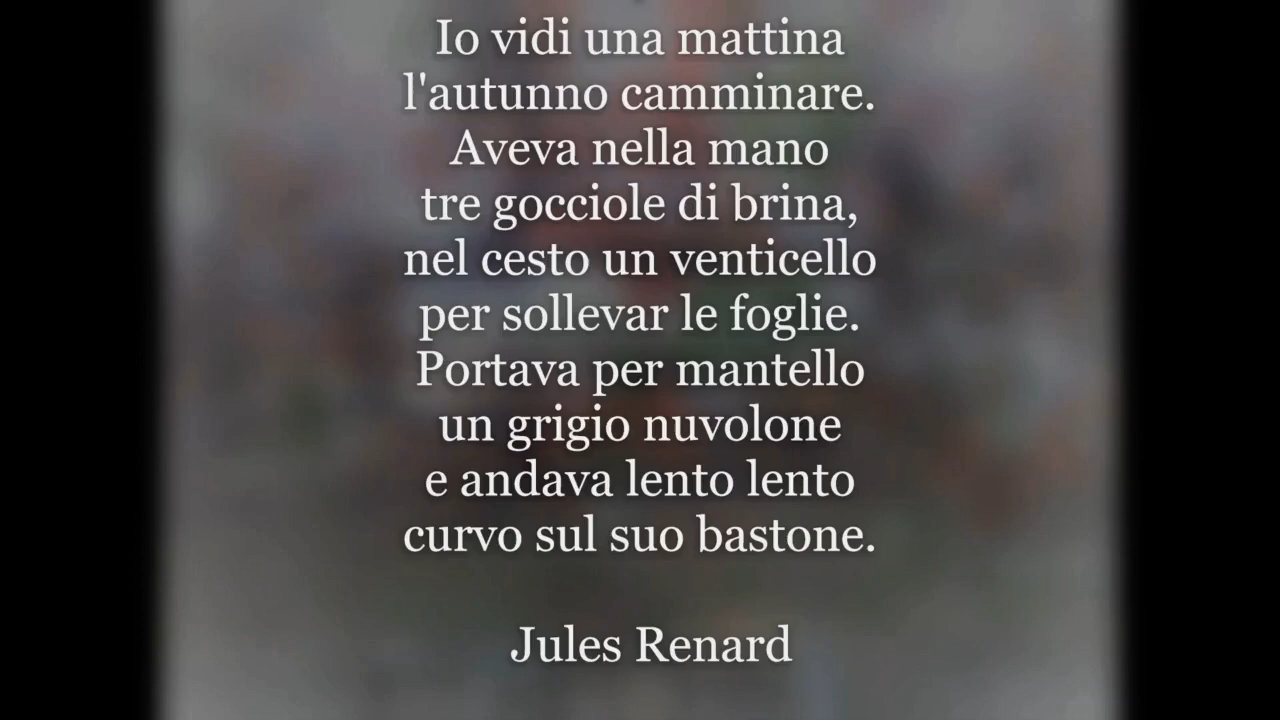 Io vidi una mattina
l'autunno camminare.
Aveva nella mano
tre gocciole di brina,
nel cesto un venticello
per sollevar le foglie.
Portava per mantello
un grigio nuvolone
e andava lento lento
curvo sul suo bastone.
Jules Renard